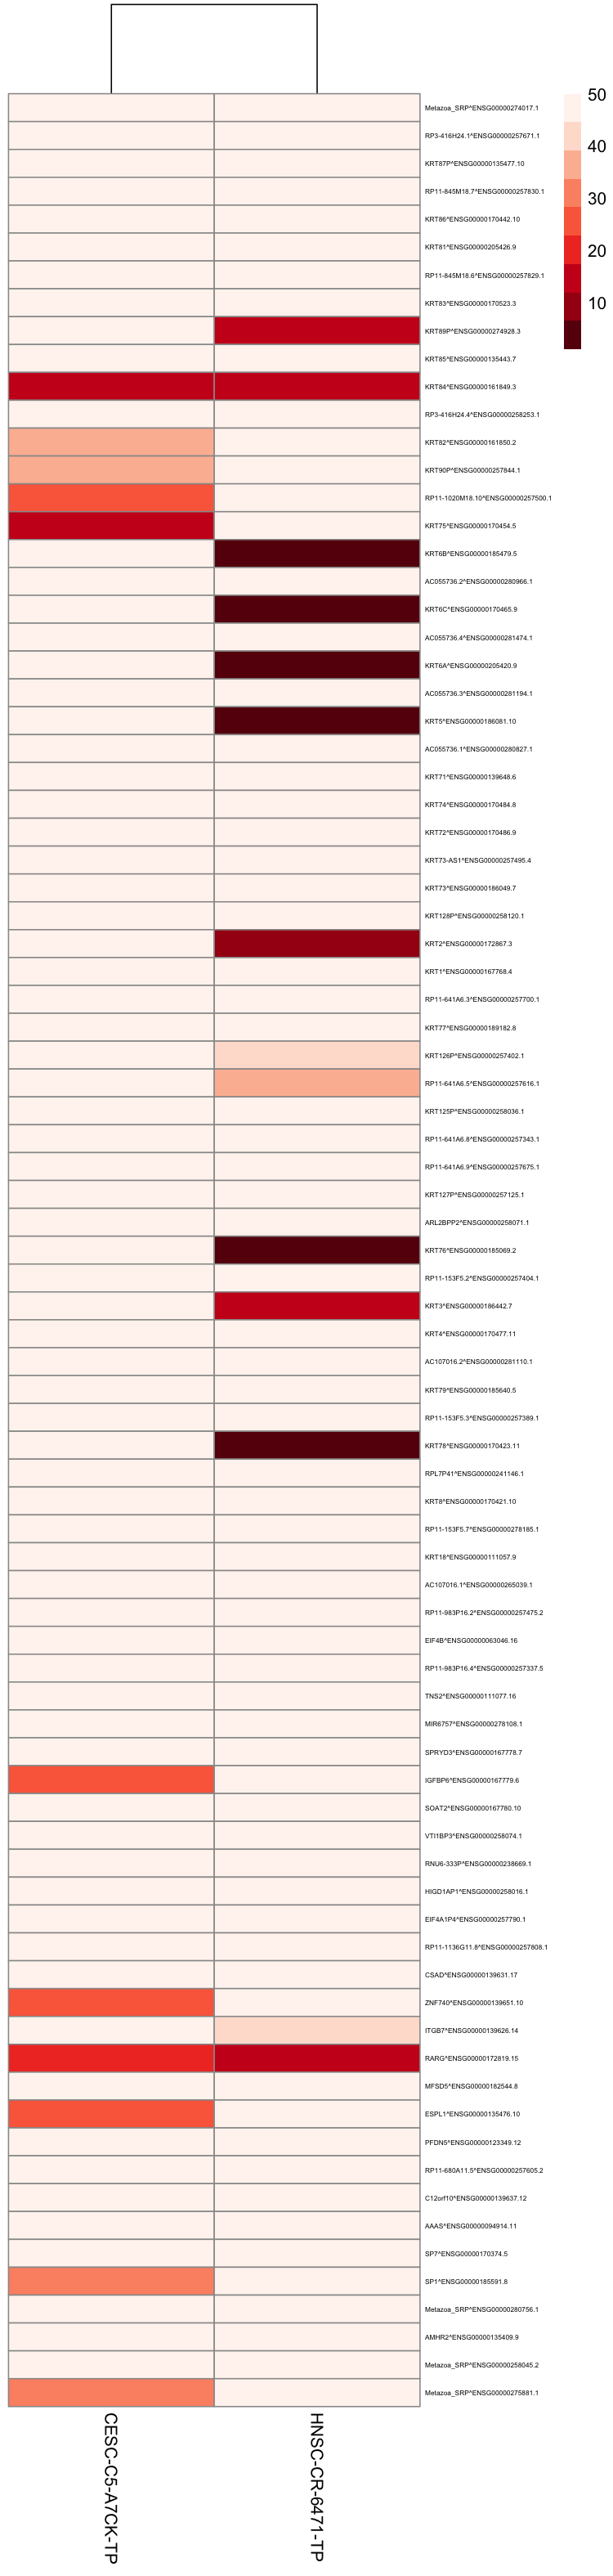 50
40
30
20
10
Metazoa_SRP^ENSG00000274017.1
RP3-416H24.1^ENSG00000257671.1
KRT87P^ENSG00000135477.10
RP11-845M18.7^ENSG00000257830.1
KRT86^ENSG00000170442.10
KRT81^ENSG00000205426.9
RP11-845M18.6^ENSG00000257829.1
KRT83^ENSG00000170523.3
KRT89P^ENSG00000274928.3
KRT85^ENSG00000135443.7
KRT84^ENSG00000161849.3
RP3-416H24.4^ENSG00000258253.1
KRT82^ENSG00000161850.2
KRT90P^ENSG00000257844.1
RP11-1020M18.10^ENSG00000257500.1
KRT75^ENSG00000170454.5
KRT6B^ENSG00000185479.5
AC055736.2^ENSG00000280966.1
KRT6C^ENSG00000170465.9
AC055736.4^ENSG00000281474.1
KRT6A^ENSG00000205420.9
AC055736.3^ENSG00000281194.1
KRT5^ENSG00000186081.10
AC055736.1^ENSG00000280827.1
KRT71^ENSG00000139648.6
KRT74^ENSG00000170484.8
KRT72^ENSG00000170486.9
KRT73-AS1^ENSG00000257495.4
KRT73^ENSG00000186049.7
KRT128P^ENSG00000258120.1
KRT2^ENSG00000172867.3
KRT1^ENSG00000167768.4
RP11-641A6.3^ENSG00000257700.1
KRT77^ENSG00000189182.8
KRT126P^ENSG00000257402.1
RP11-641A6.5^ENSG00000257616.1
KRT125P^ENSG00000258036.1
RP11-641A6.8^ENSG00000257343.1
RP11-641A6.9^ENSG00000257675.1
KRT127P^ENSG00000257125.1
ARL2BPP2^ENSG00000258071.1
KRT76^ENSG00000185069.2
RP11-153F5.2^ENSG00000257404.1
KRT3^ENSG00000186442.7
KRT4^ENSG00000170477.11
AC107016.2^ENSG00000281110.1
KRT79^ENSG00000185640.5
RP11-153F5.3^ENSG00000257389.1
KRT78^ENSG00000170423.11
RPL7P41^ENSG00000241146.1
KRT8^ENSG00000170421.10
RP11-153F5.7^ENSG00000278185.1
KRT18^ENSG00000111057.9
AC107016.1^ENSG00000265039.1
RP11-983P16.2^ENSG00000257475.2
EIF4B^ENSG00000063046.16
RP11-983P16.4^ENSG00000257337.5
TNS2^ENSG00000111077.16
MIR6757^ENSG00000278108.1
SPRYD3^ENSG00000167778.7
IGFBP6^ENSG00000167779.6
SOAT2^ENSG00000167780.10
VTI1BP3^ENSG00000258074.1
RNU6-333P^ENSG00000238669.1
HIGD1AP1^ENSG00000258016.1
EIF4A1P4^ENSG00000257790.1
RP11-1136G11.8^ENSG00000257808.1
CSAD^ENSG00000139631.17
ZNF740^ENSG00000139651.10
ITGB7^ENSG00000139626.14
RARG^ENSG00000172819.15
MFSD5^ENSG00000182544.8
ESPL1^ENSG00000135476.10
PFDN5^ENSG00000123349.12
RP11-680A11.5^ENSG00000257605.2
C12orf10^ENSG00000139637.12
AAAS^ENSG00000094914.11
SP7^ENSG00000170374.5
SP1^ENSG00000185591.8
Metazoa_SRP^ENSG00000280756.1
AMHR2^ENSG00000135409.9
Metazoa_SRP^ENSG00000258045.2
Metazoa_SRP^ENSG00000275881.1
CESC-C5-A7CK-TP
HNSC-CR-6471-TP